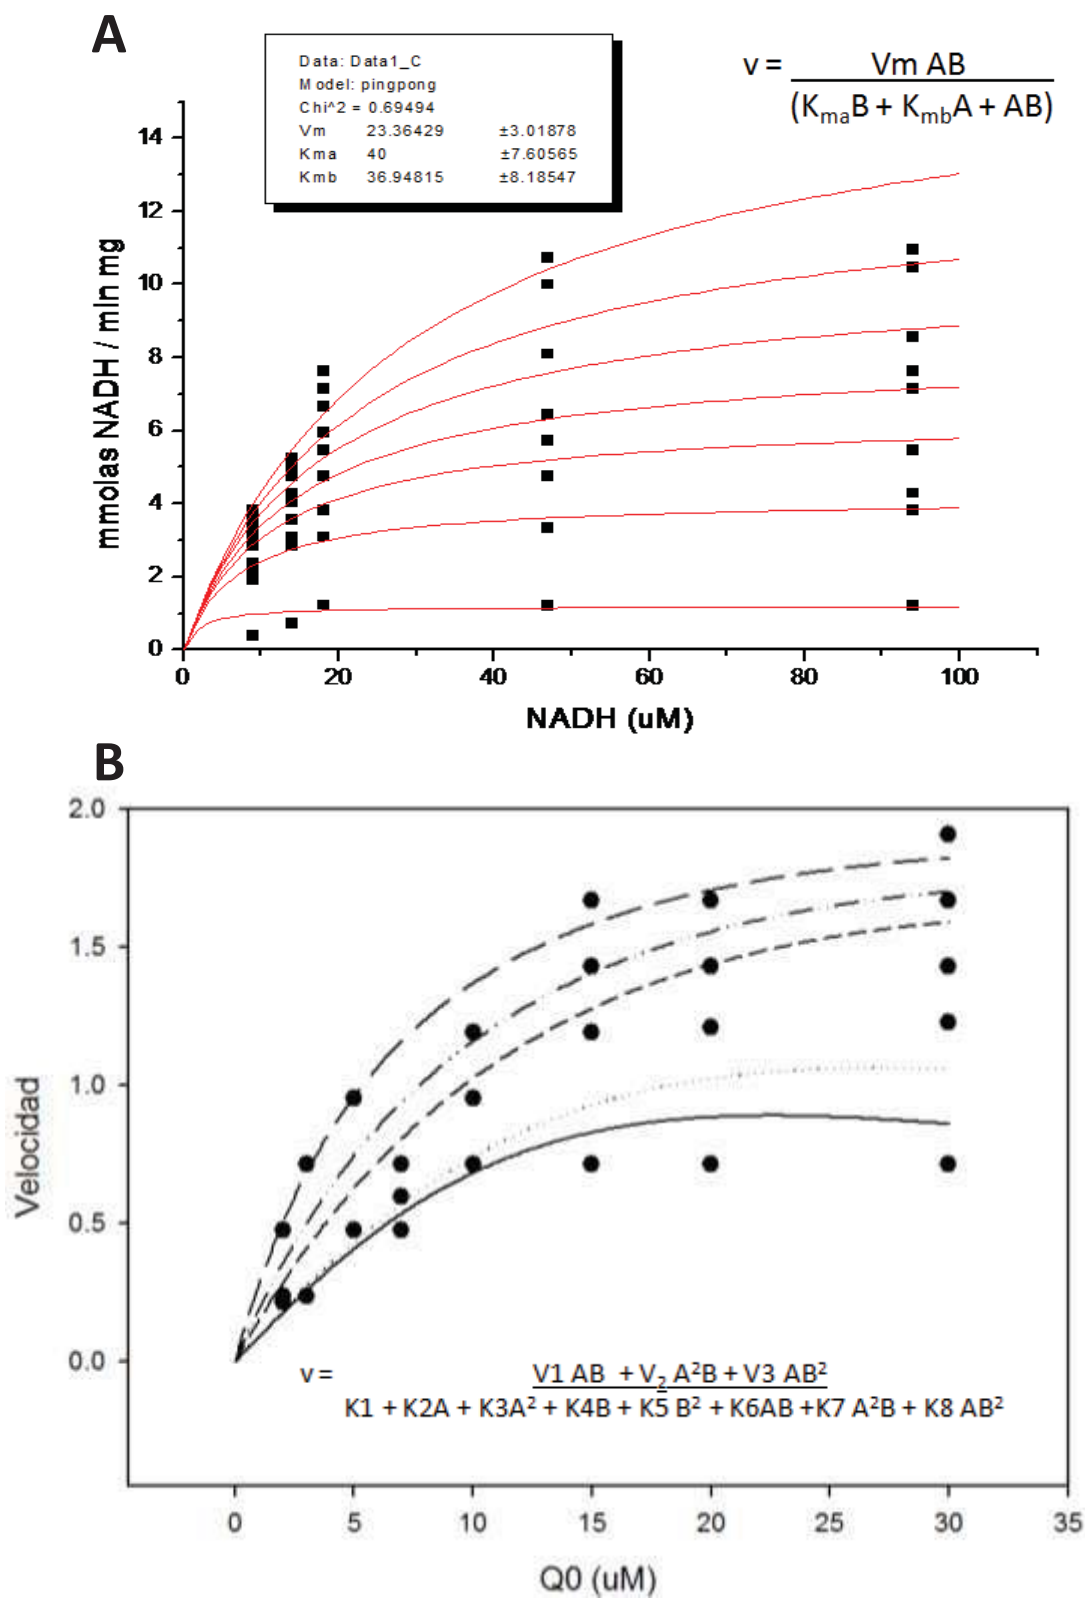 A
Data: Data1_C
Model: pingpong
Chi^2 = 0.69494
Vm 23.36429 ±3.01878
Kma 40 ±7.60565
Kmb 36.94815 ±8.18547
v = Vm AB
(KmaB + KmbA + AB)
mmolas NADH / mln mg
14
12
10
8
6
4
2
0
0 20 40 60 80 100
NADH (uM)
B
Velocidad
2.0
1.5
1.0
0.5
0.0
v = V1 AB + V₂ A²B + V3 AB²
K1 + K2A + K3A² + K4B + K5 B² + K6AB +K7 A²B + K8 AB²
0 5 10 15 20 25 30 35
Q0 (uM)